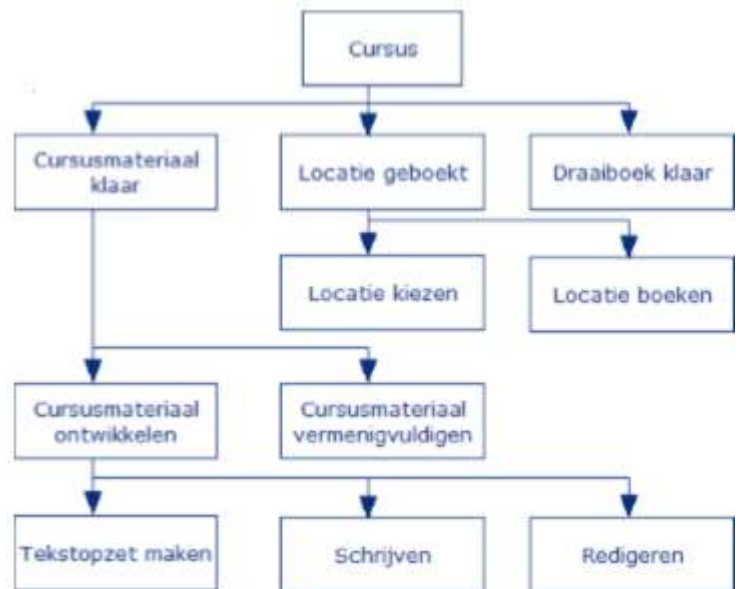 Cursus
Cursusmateriaal
klaar
Locatie geboekt
Draaiboek klaar
Locatie kiezen
Locatie boeken
Cursusmateriaal
ontwikkelen
Cursusmateriaal
vermenigvuldigen
Tekstopzet maken
Schrijven
Redigeren